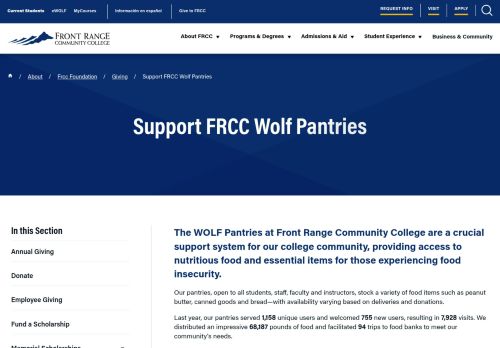 Current Students eWOLF MyCourses Información en español Give to FRCC REQUEST INFO VISIT APPLY
FRONT RANGE
COMMUNITY COLLEGE
About FRCC Programs & Degrees Admissions & Aid Student Experience Business & Community
/ About / Frcc Foundation / Giving / Support FRCC Wolf Pantries
Support FRCC Wolf Pantries
In this Section
Annual Giving
Donate
Employee Giving
Fund a Scholarship
Memorial Scholarships
The WOLF Pantries at Front Range Community College are a crucial
support system for our college community, providing access to
nutritious food and essential items for those experiencing food
insecurity.
Our pantries, open to all students, staff, faculty and instructors, stock a variety of food items such as peanut
butter, canned goods and bread—with availability varying based on deliveries and donations.
Last year, our pantries served 1,158 unique users and welcomed 755 new users, resulting in 7,928 visits. We
distributed an impressive 68,187 pounds of food and facilitated 94 trips to food banks to meet our
community's needs.